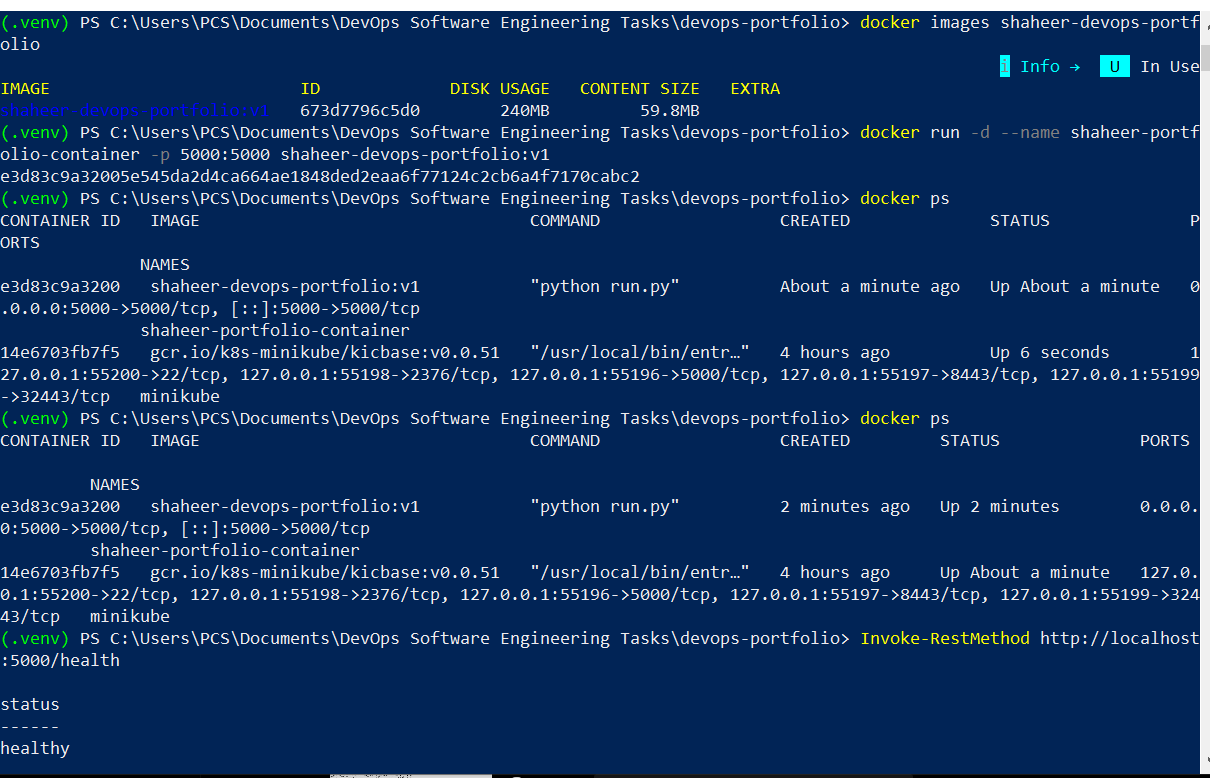 (.venv) PS C:\Users\PCS\Documents\DevOps Software Engineering Tasks\devops-portfolio> docker images shaheer-devops-portf
olio
i Info → U In Use
IMAGE ID DISK USAGE CONTENT SIZE EXTRA
shaheer-devops-portfolio:v1 673d7796c5d0 240MB 59.8MB
(.venv) PS C:\Users\PCS\Documents\DevOps Software Engineering Tasks\devops-portfolio> docker run -d --name shaheer-portf
olio-container -p 5000:5000 shaheer-devops-portfolio:v1
e3d83c9a32005e545da2d4ca664ae1848ded2eaa6f77124c2cb6a4f7170cabc2
(.venv) PS C:\Users\PCS\Documents\DevOps Software Engineering Tasks\devops-portfolio> docker ps
CONTAINER ID IMAGE COMMAND CREATED STATUS P
ORTS
NAMES
e3d83c9a3200 shaheer-devops-portfolio:v1 "python run.py" About a minute ago Up About a minute 0
.0.0.0:5000->5000/tcp, [::]:5000->5000/tcp
shaheer-portfolio-container
14e6703fb7f5 gcr.io/k8s-minikube/kicbase:v0.0.51 "/usr/local/bin/entr…" 4 hours ago Up 6 seconds 1
27.0.0.1:55200->22/tcp, 127.0.0.1:55198->2376/tcp, 127.0.0.1:55196->5000/tcp, 127.0.0.1:55197->8443/tcp, 127.0.0.1:55199
->32443/tcp minikube
(.venv) PS C:\Users\PCS\Documents\DevOps Software Engineering Tasks\devops-portfolio> docker ps
CONTAINER ID IMAGE COMMAND CREATED STATUS PORTS
NAMES
e3d83c9a3200 shaheer-devops-portfolio:v1 "python run.py" 2 minutes ago Up 2 minutes 0.0.0.
0:5000->5000/tcp, [::]:5000->5000/tcp
shaheer-portfolio-container
14e6703fb7f5 gcr.io/k8s-minikube/kicbase:v0.0.51 "/usr/local/bin/entr…" 4 hours ago Up About a minute 127.0.
0.1:55200->22/tcp, 127.0.0.1:55198->2376/tcp, 127.0.0.1:55196->5000/tcp, 127.0.0.1:55197->8443/tcp, 127.0.0.1:55199->324
43/tcp minikube
(.venv) PS C:\Users\PCS\Documents\DevOps Software Engineering Tasks\devops-portfolio> Invoke-RestMethod http://localhost
:5000/health
status
------
healthy